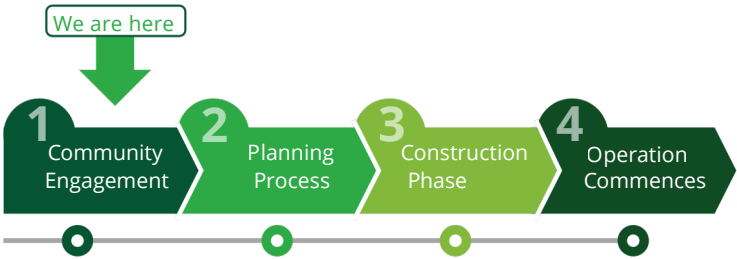 We are here
1
Community
Engagement
2
Planning
Process
3
Construction
Phase
4
Operation
Commences